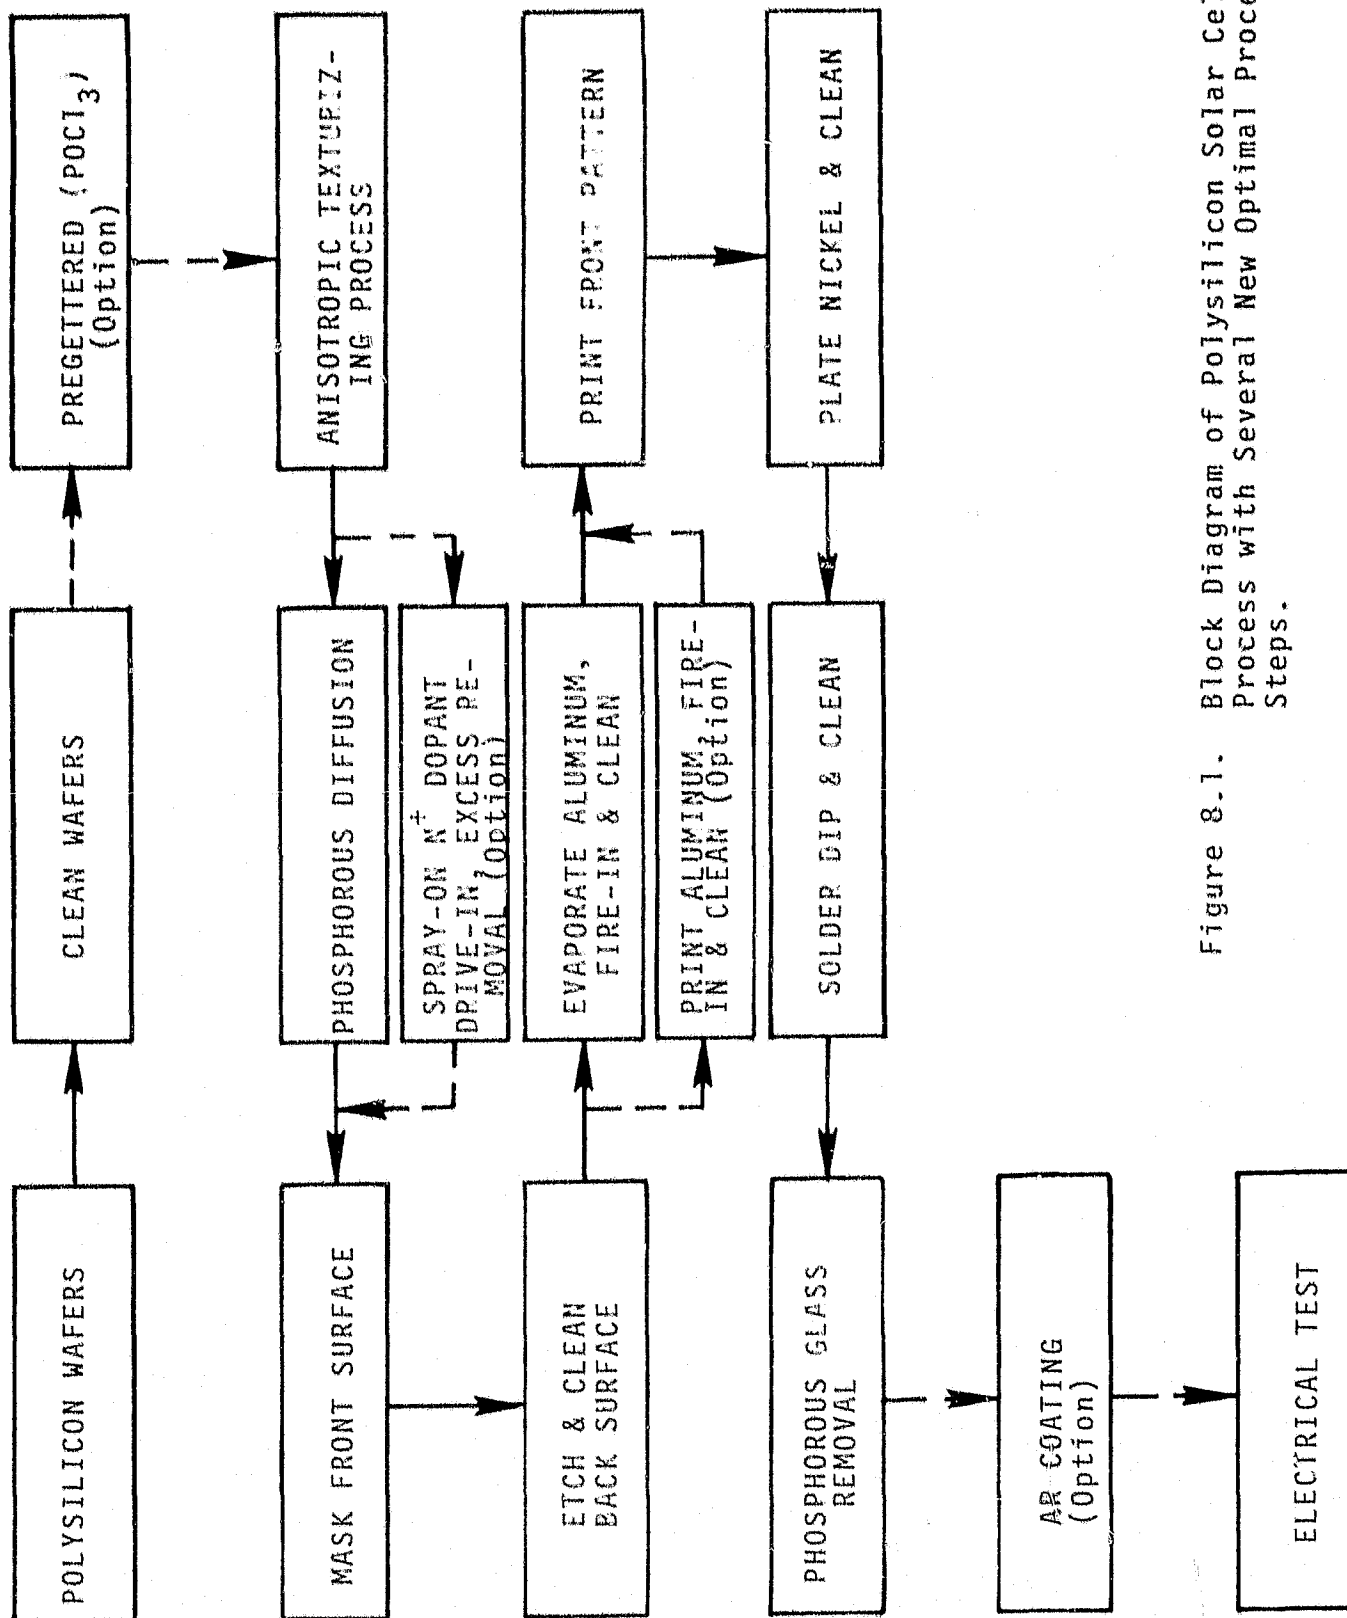 POLYSILICON WAFERS
CLEAN WAFERS
PREGETTERED (POCl3)
(Option)
ANISOTROPIC TEXTURIZ-
ING PROCESS
PHOSPHOROUS DIFFUSION
SPRAY-ON N+ DOPANT
DRIVE-IN, EXCESS RE-
MOVAL (Option)
MASK FRONT SURFACE
ETCH & CLEAN
BACK SURFACE
EVAPORATE ALUMINUM,
FIRE-IN & CLEAN
PRINT ALUMINUM, FIRE-
IN & CLEAN (Option)
PRINT FRONT PATTERN
PLATE NICKEL & CLEAN
SOLDER DIP & CLEAN
PHOSPHOROUS GLASS
REMOVAL
AR COATING
(Option)
ELECTRICAL TEST
Figure 8.1. Block Diagram of Polysilicon Solar
Process with Several New Optimal
Steps.